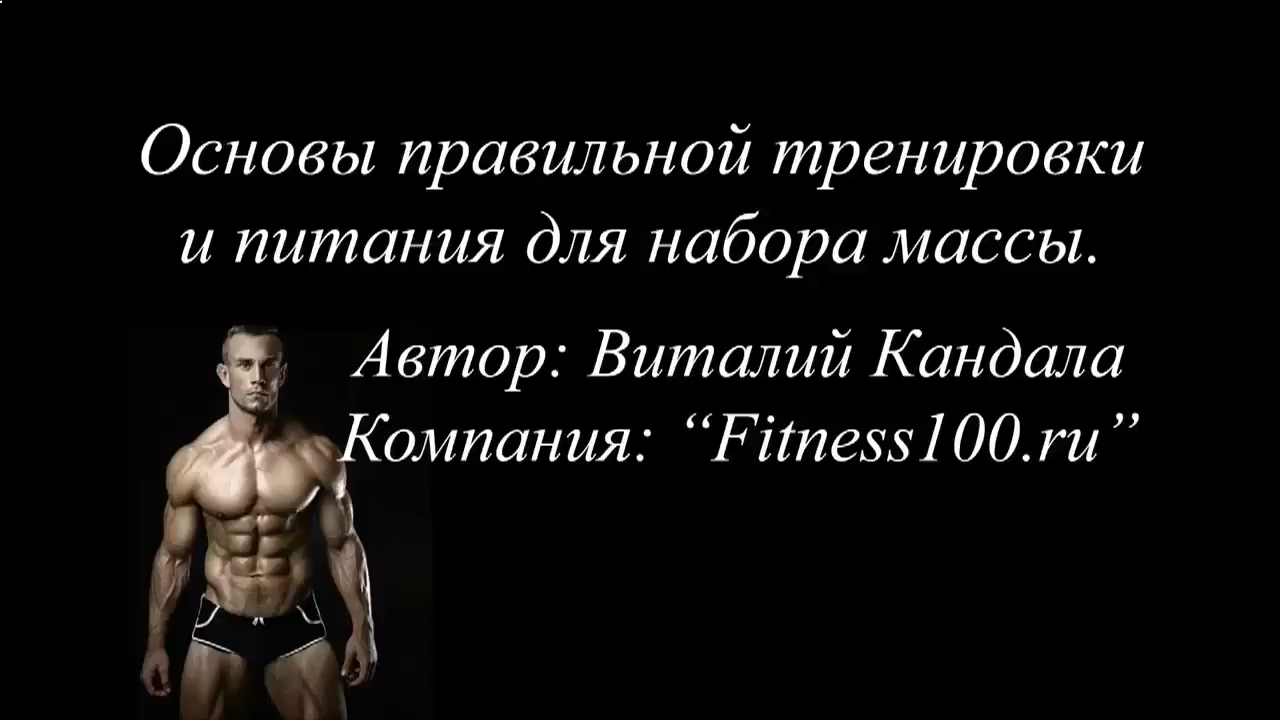 Основы правильной тренировки
и питания для набора массы.
Автор: Виталий Кандала
Компания: “Fitness100.ru”